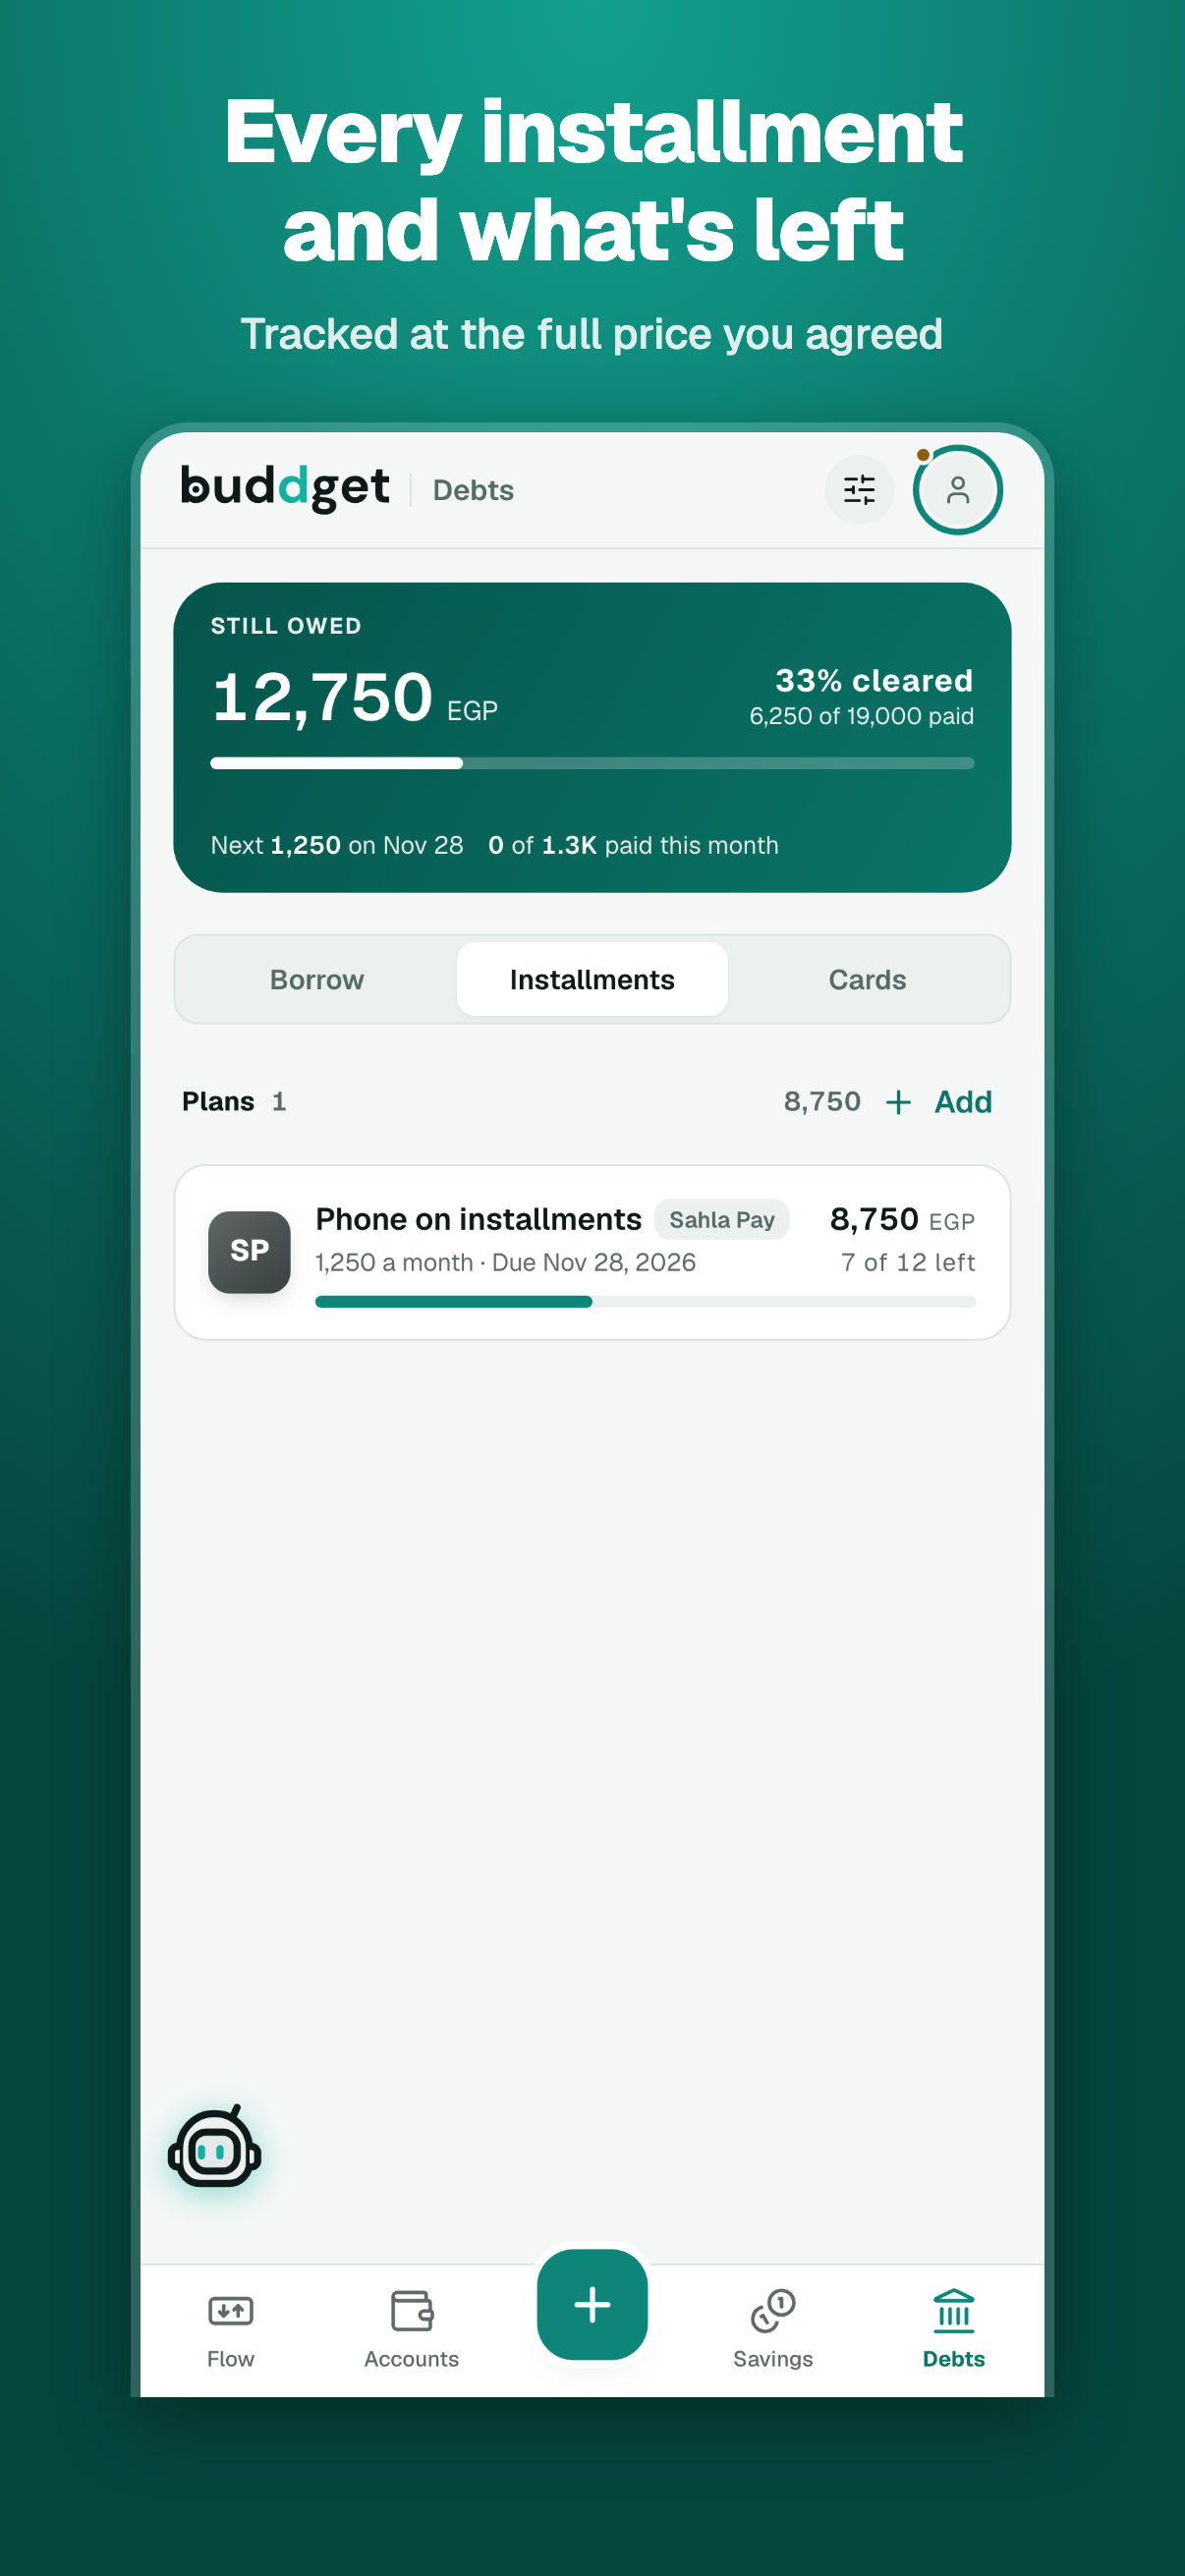 Every installment
and what's left
Tracked at the full price you agreed
buddget | Debts
STILL OWED
12,750 EGP
33% cleared
6,250 of 19,000 paid
Next 1,250 on Nov 28 0 of 1.3K paid this month
Borrow Installments Cards
Plans 1 8,750 + Add
SP
Phone on installments Sahla Pay 8,750 EGP
1,250 a month · Due Nov 28, 2026 7 of 12 left
Flow Accounts Savings Debts